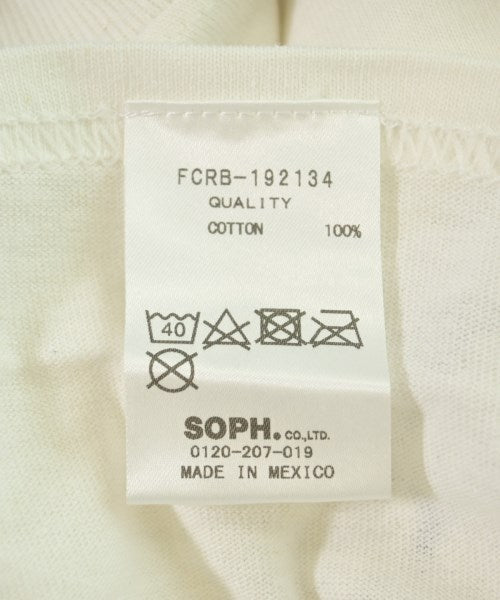 FCRB-192134
QUALITY
COTTON 100%
40
SOPH. CO.,LTD.
0120-207-019
MADE IN MEXICO